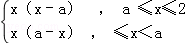 x（x－a）　，　a ≤x≤2
x（a－x）　，　≤x＜a